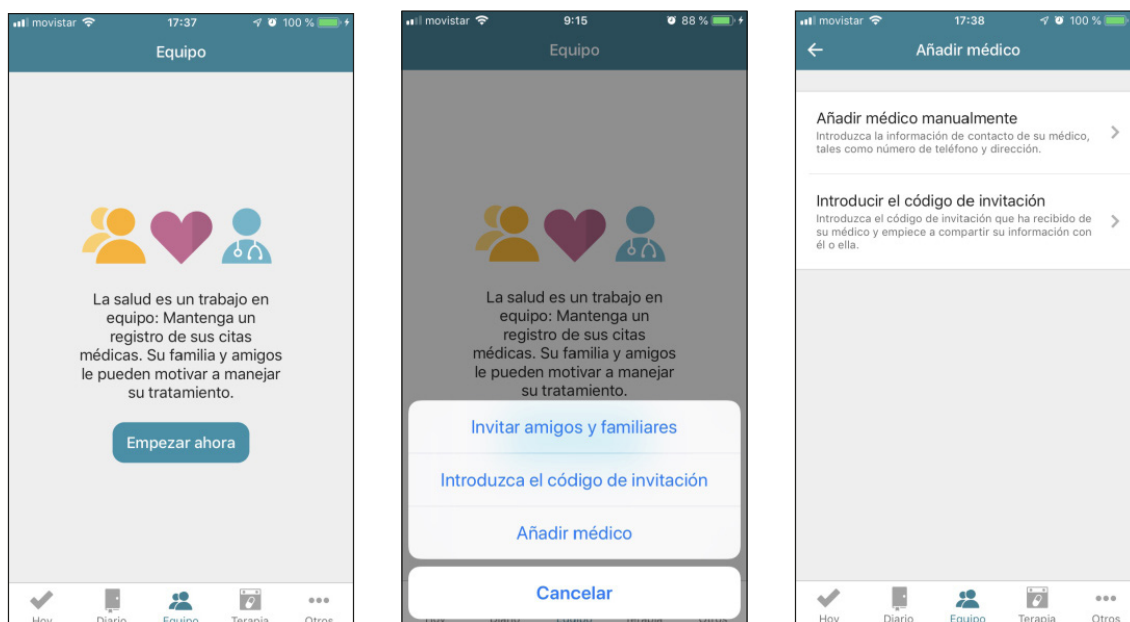 movistar 17:37 100 %
Equipo
La salud es un trabajo en
equipo: Mantenga un
registro de sus citas
médicas. Su familia y amigos
le pueden motivar a manejar
su tratamiento.
Empezar ahora
Hoy Diario Equipo Terapia Otros
movistar 9:15 88 %
Equipo
La salud es un trabajo en
equipo: Mantenga un
registro de sus citas
médicas. Su familia y amigos
le pueden motivar a manejar
su tratamiento.
Invitar amigos y familiares
Introduzca el código de invitación
Añadir médico
Cancelar
Hoy Diario Equipo Terapia Otros
movistar 17:38 100 %
Añadir médico
Añadir médico manualmente
Introduzca la información de contacto de su médico,
tales como número de teléfono y dirección.
Introducir el código de invitación
Introduzca el código de invitación que ha recibido de
su médico y empiece a compartir su información con
él o ella.
Hoy Diario Equipo Terapia Otros